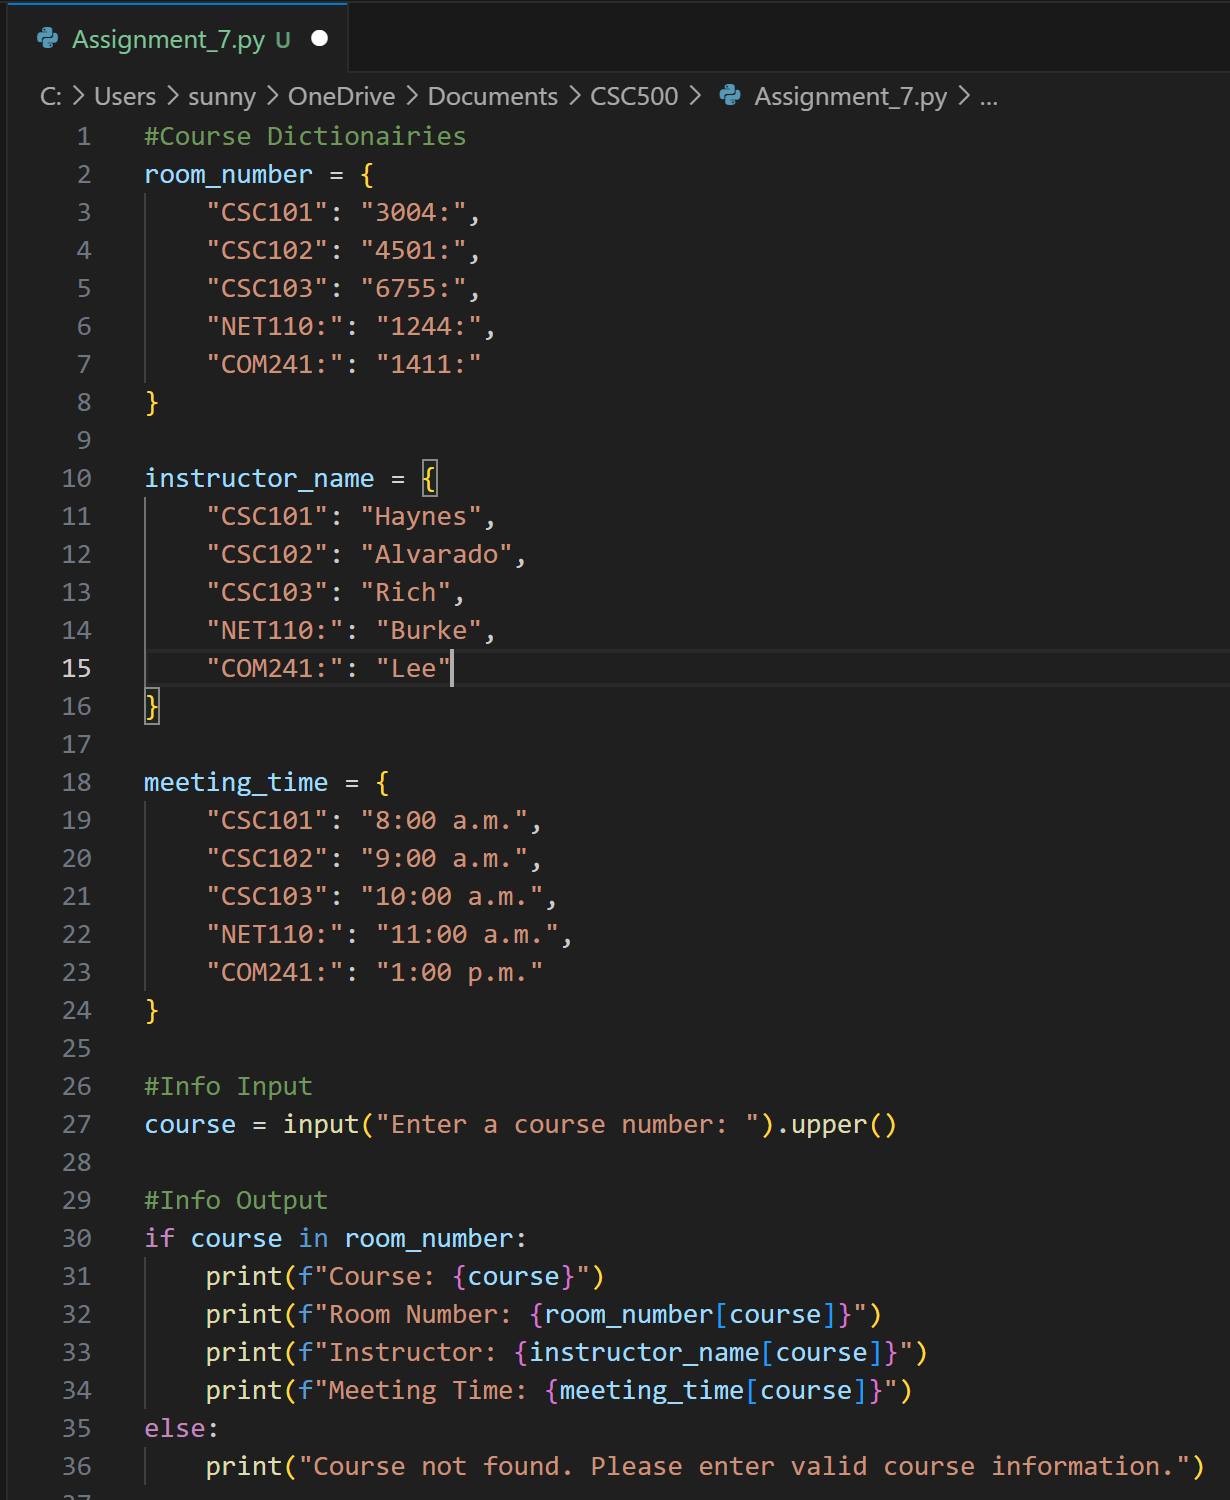 Assignment_7.py U
C: > Users > sunny > OneDrive > Documents > CSC500 > Assignment_7.py > ...
1 #Course Dictionairies
2 room_number = {
3     "CSC101": "3004:",
4     "CSC102": "4501:",
5     "CSC103": "6755:",
6     "NET110:": "1244:",
7     "COM241:": "1411:"
8 }
9
10 instructor_name = {
11     "CSC101": "Haynes",
12     "CSC102": "Alvarado",
13     "CSC103": "Rich",
14     "NET110:": "Burke",
15     "COM241:": "Lee"
16 }
17
18 meeting_time = {
19     "CSC101": "8:00 a.m.",
20     "CSC102": "9:00 a.m.",
21     "CSC103": "10:00 a.m.",
22     "NET110:": "11:00 a.m.",
23     "COM241:": "1:00 p.m."
24 }
25
26 #Info Input
27 course = input("Enter a course number: ").upper()
28
29 #Info Output
30 if course in room_number:
31     print(f"Course: {course}")
32     print(f"Room Number: {room_number[course]}")
33     print(f"Instructor: {instructor_name[course]}")
34     print(f"Meeting Time: {meeting_time[course]}")
35 else:
36     print("Course not found. Please enter valid course information.")
37